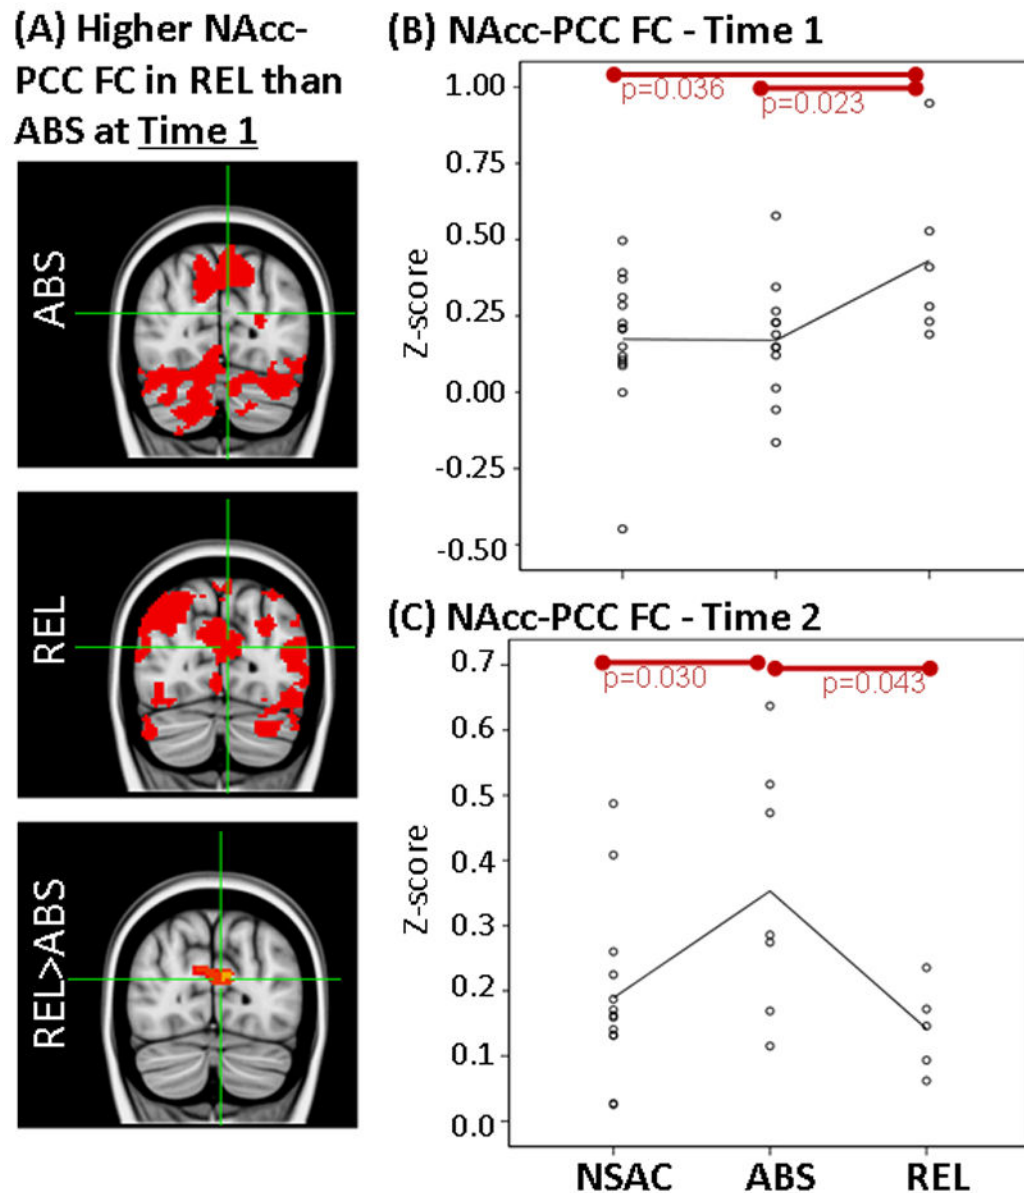 (A) Higher NAcc-
PCC FC in REL than
ABS at Time 1
ABS
REL
REL>ABS
(B) NAcc-PCC FC - Time 1
1.00
0.75
0.50
0.25
0.00
-0.25
-0.50
Z-score
p=0.036
p=0.023
(C) NAcc-PCC FC - Time 2
0.7
0.6
0.5
0.4
0.3
0.2
0.1
0.0
Z-score
p=0.030
p=0.043
NSAC ABS REL